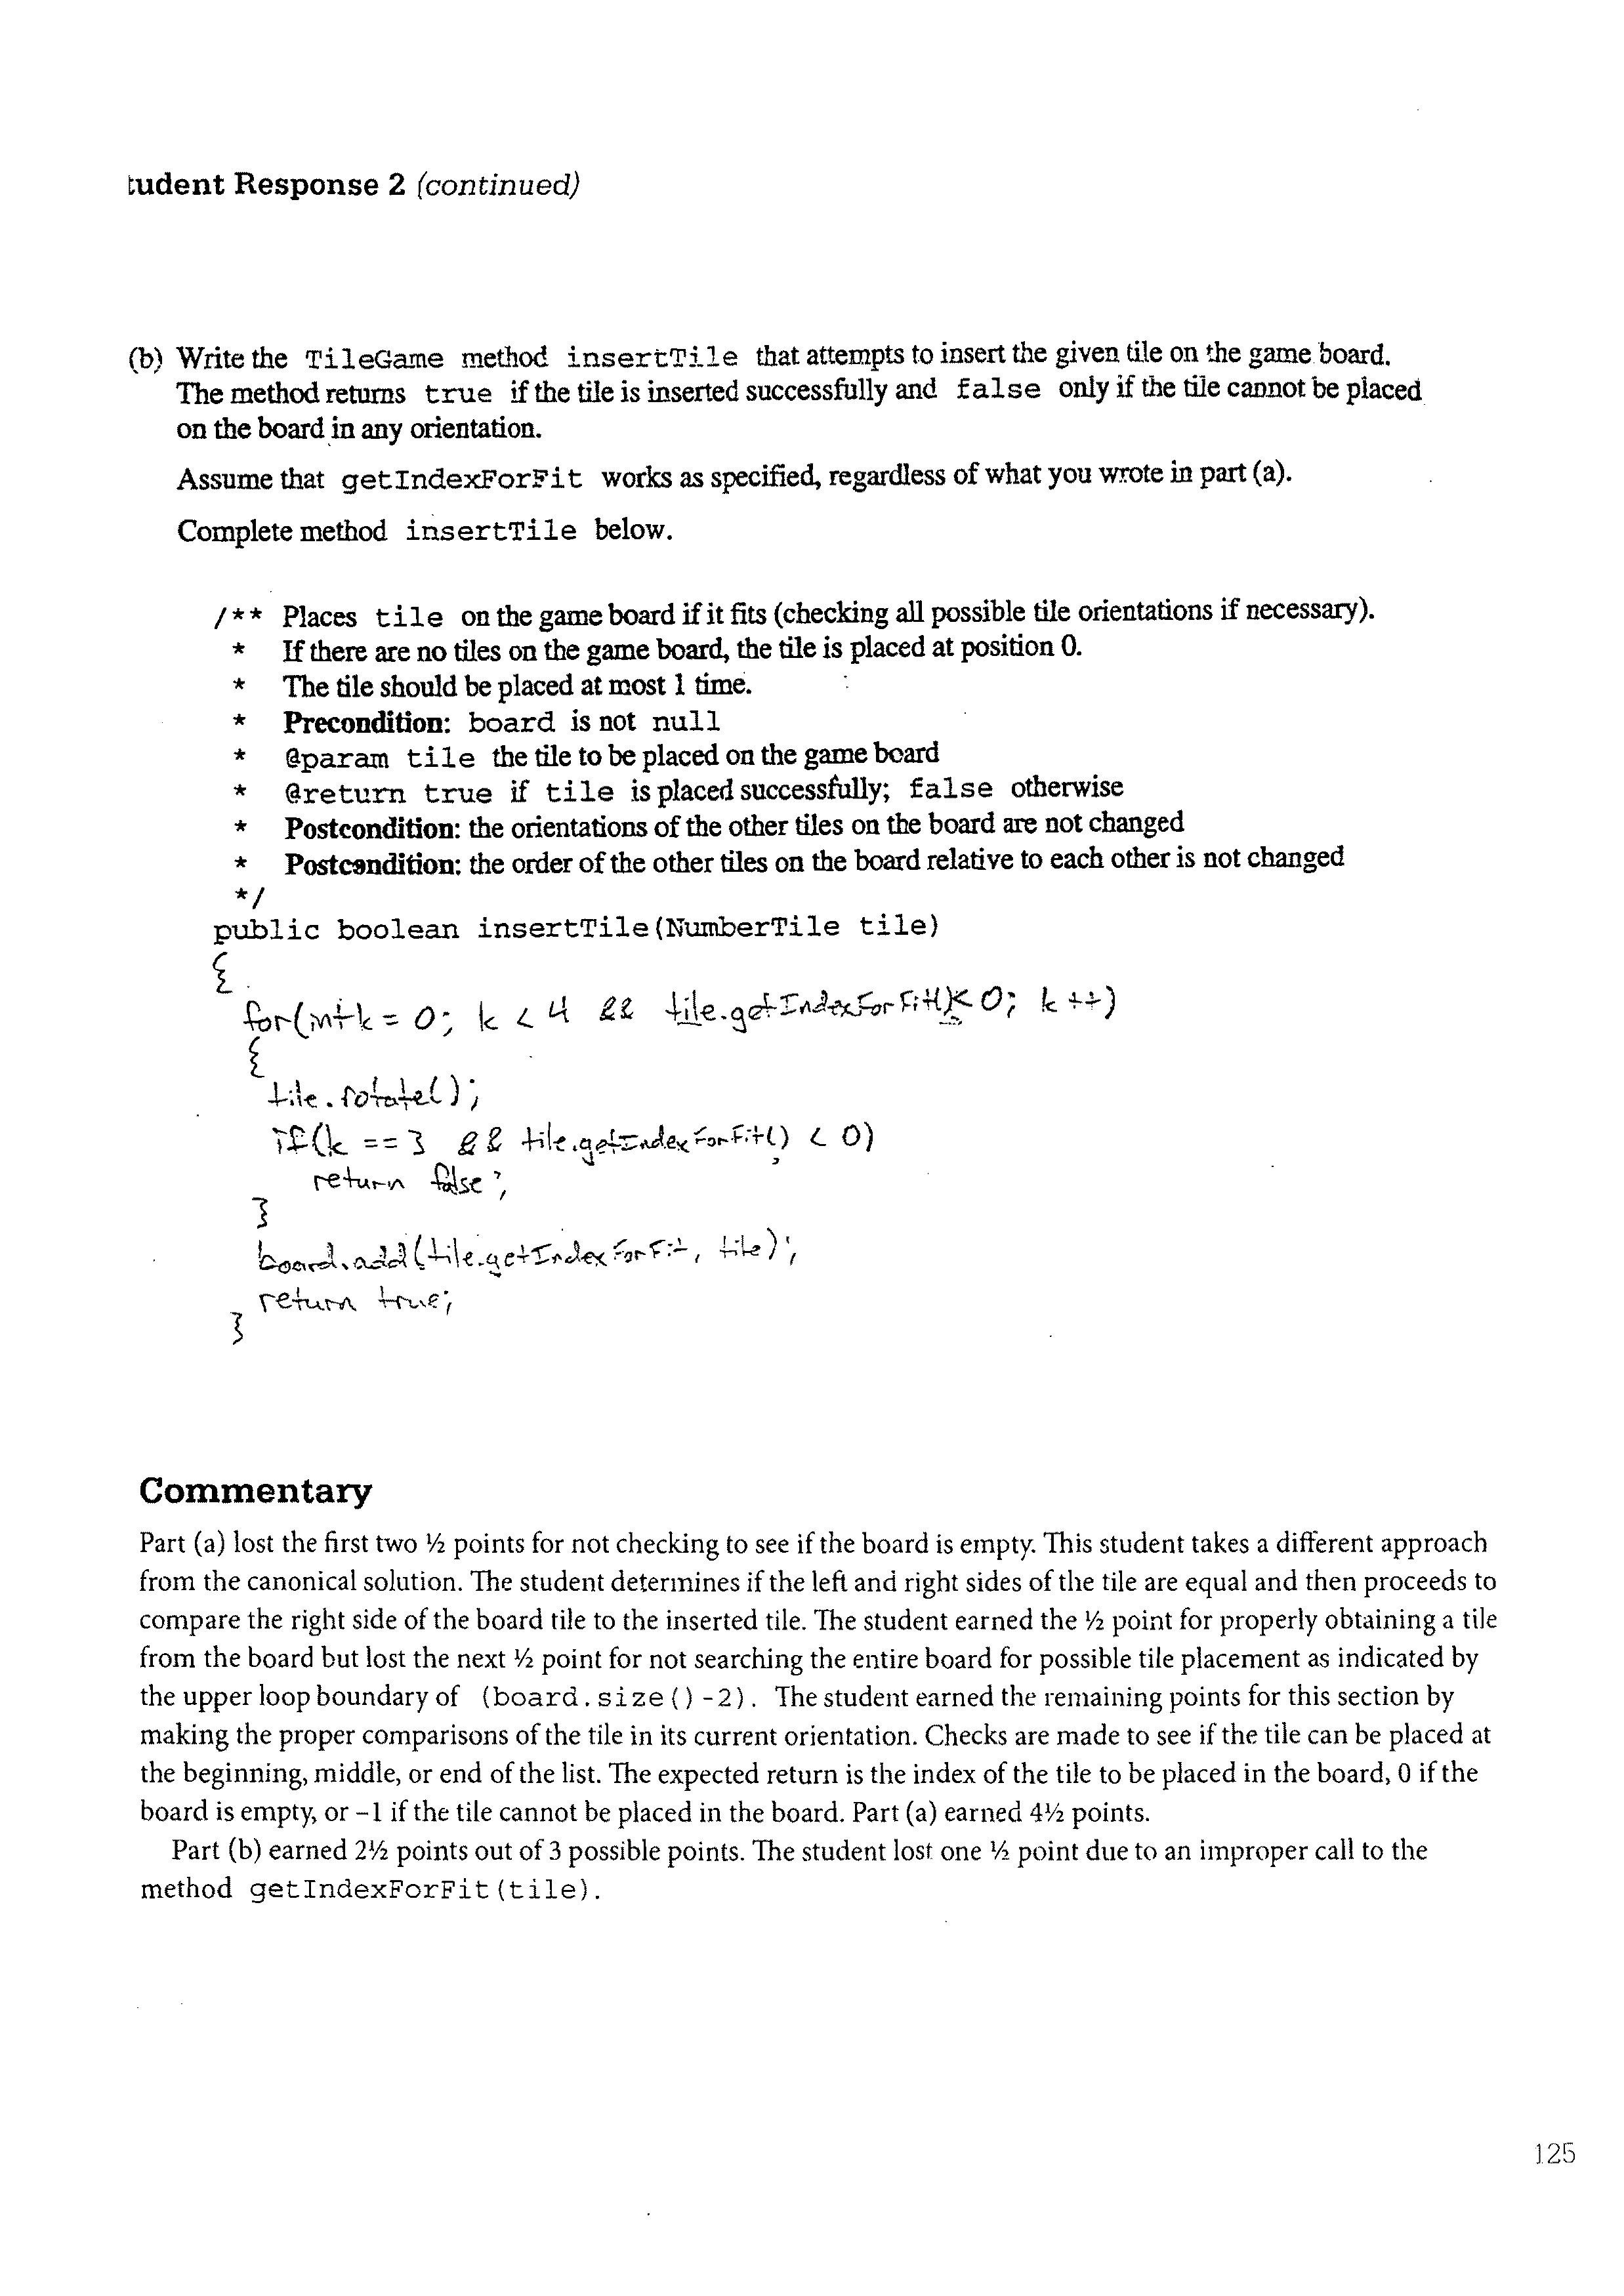 tudent Response 2 (continued)
(b) Write the TileGame method insertTile that attempts to insert the given tile on the game board.
The method returns true if the tile is inserted successfully and false only if the tile cannot be placed
on the board in any orientation.
Assume that getIndexForFit works as specified, regardless of what you wrote in part (a).
Complete method insertTile below.
/** Places tile on the game board if it fits (checking all possible tile orientations if necessary).
* If there are no tiles on the game board, the tile is placed at position 0.
* The tile should be placed at most 1 time.
* Precondition: board is not null
* @param tile the tile to be placed on the game board
* @return true if tile is placed successfully; false otherwise
* Postcondition: the orientations of the other tiles on the board are not changed
* Postcondition: the order of the other tiles on the board relative to each other is not changed
*/
public boolean insertTile(NumberTile tile)
{
for(int k = 0; k < 4 && tile.getIndexForFit()< 0; k++)
{
tile.rotate();
if(k == 3 && tile.getIndexForFit() < 0)
return false;
}
board.add(tile.getIndexForFit, tile);
return true;
}
Commentary
Part (a) lost the first two ½ points for not checking to see if the board is empty. This student takes a different approach
from the canonical solution. The student determines if the left and right sides of the tile are equal and then proceeds to
compare the right side of the board tile to the inserted tile. The student earned the ½ point for properly obtaining a tile
from the board but lost the next ½ point for not searching the entire board for possible tile placement as indicated by
the upper loop boundary of (board.size()-2). The student earned the remaining points for this section by
making the proper comparisons of the tile in its current orientation. Checks are made to see if the tile can be placed at
the beginning, middle, or end of the list. The expected return is the index of the tile to be placed in the board, 0 if the
board is empty, or –1 if the tile cannot be placed in the board. Part (a) earned 4½ points.
Part (b) earned 2½ points out of 3 possible points. The student lost one ½ point due to an improper call to the
method getIndexForFit(tile).
125